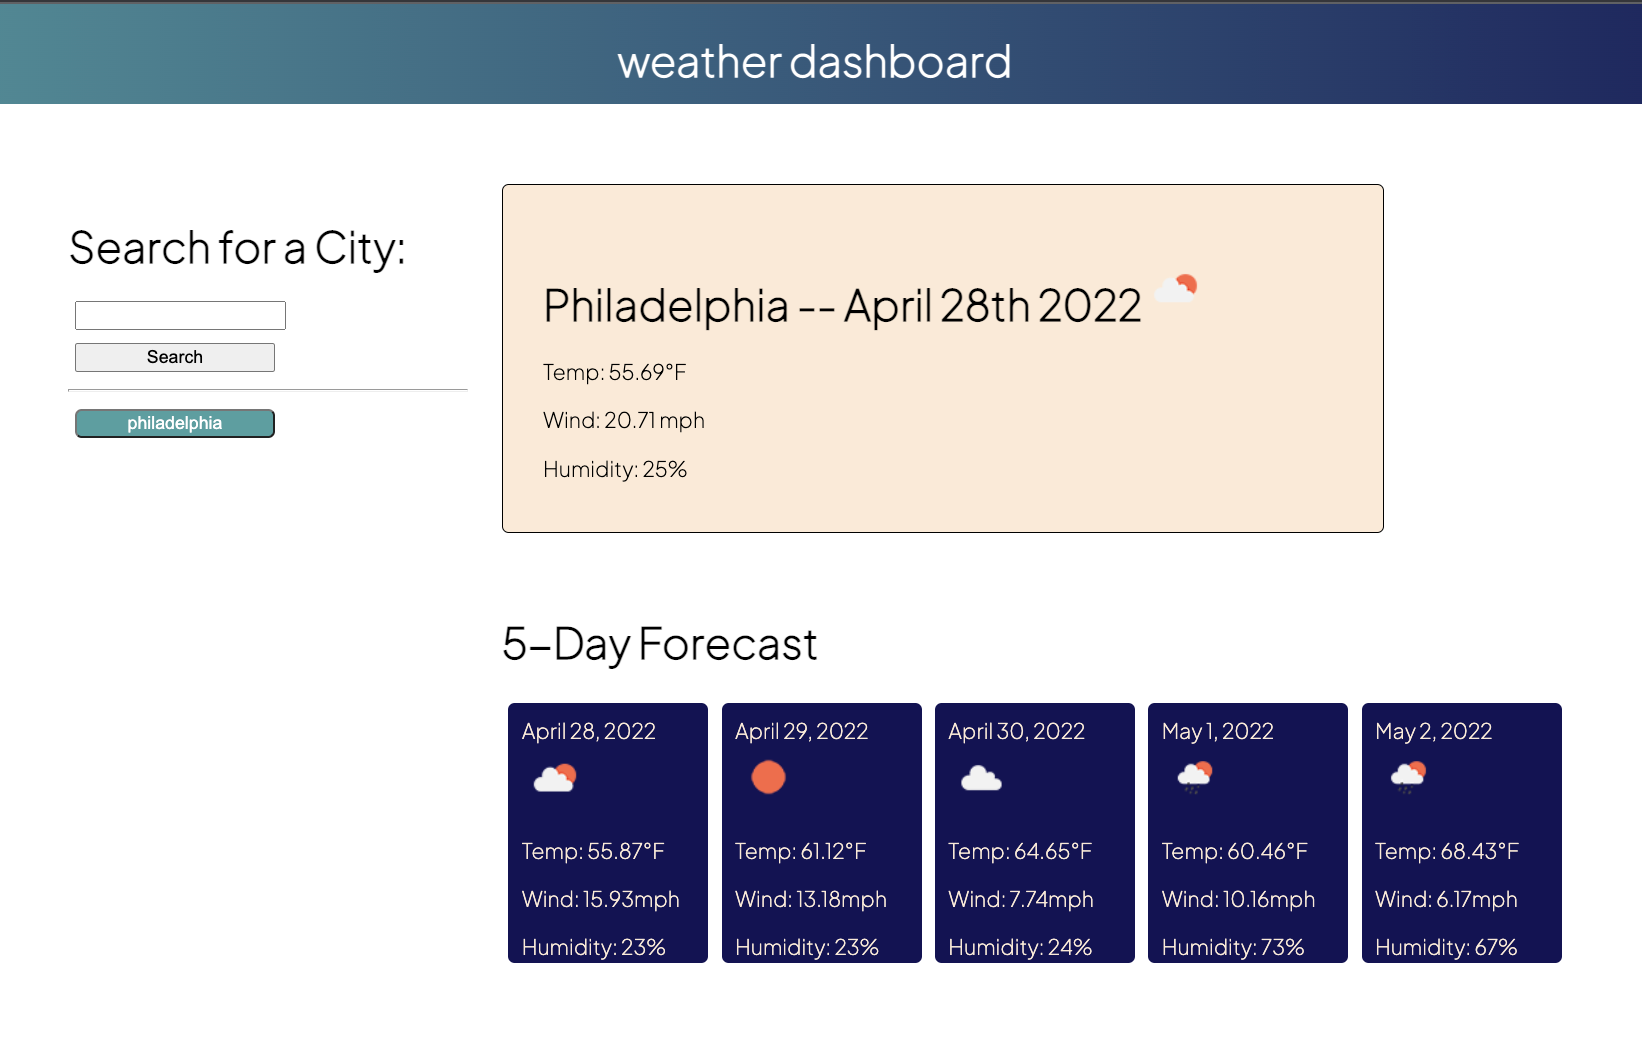 weather dashboard
Search for a City:
Search
philadelphia
Philadelphia -- April 28th 2022
Temp: 55.69°F
Wind: 20.71 mph
Humidity: 25%
5-Day Forecast
April 28, 2022
Temp: 55.87°F
Wind: 15.93mph
Humidity: 23%
April 29, 2022
Temp: 61.12°F
Wind: 13.18mph
Humidity: 23%
April 30, 2022
Temp: 64.65°F
Wind: 7.74mph
Humidity: 24%
May 1, 2022
Temp: 60.46°F
Wind: 10.16mph
Humidity: 73%
May 2, 2022
Temp: 68.43°F
Wind: 6.17mph
Humidity: 67%